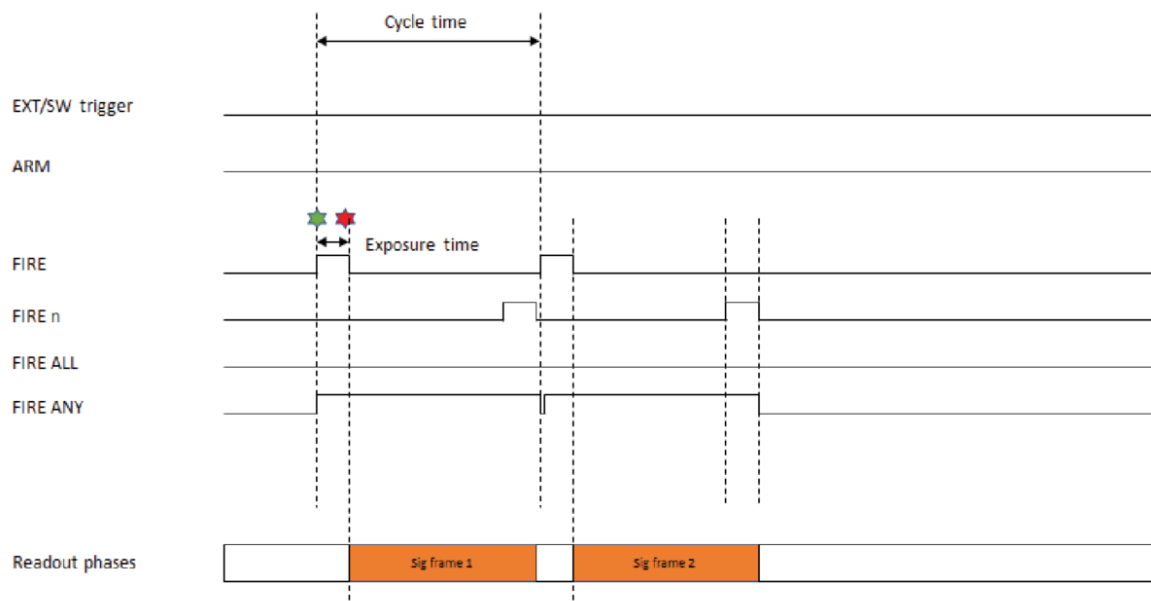 Cycle time
EXT/SW trigger
ARM
Exposure time
FIRE
FIRE n
FIRE ALL
FIRE ANY
Readout phases
Sig frame 1
Sig frame 2